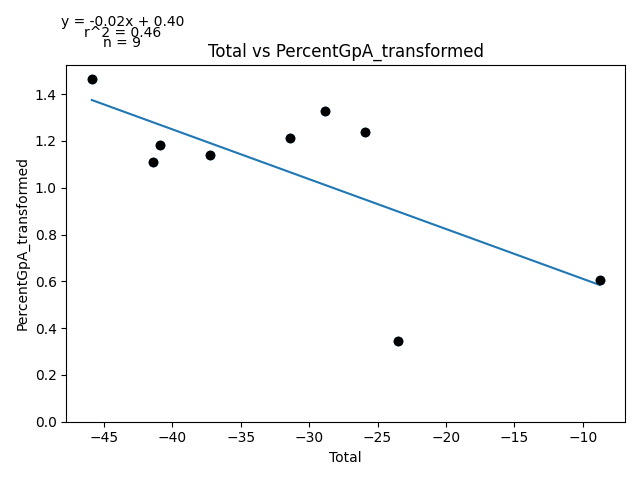 y = -0.02x + 0.40
r^2 = 0.46
n = 9
Total vs PercentGpA_transformed
PercentGpA_transformed
1.4
1.2
1.0
0.8
0.6
0.4
0.2
0.0
−45 −40 −35 −30 −25 −20 −15 −10
Total